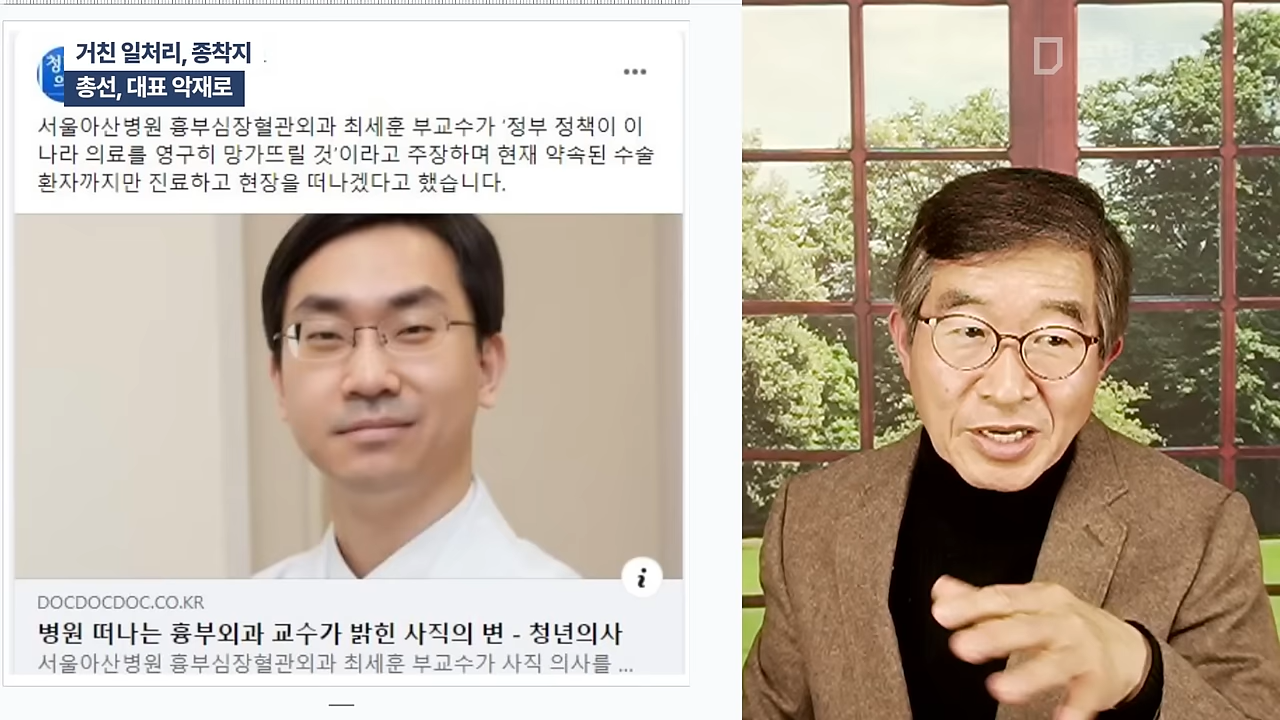 거친 일처리, 종착지
총선, 대표 악재로
청
의
서울아산병원 흉부심장혈관외과 최세훈 부교수가 '정부 정책이 이
나라 의료를 영구히 망가뜨릴 것'이라고 주장하며 현재 약속된 수술
환자까지만 진료하고 현장을 떠나겠다고 했습니다.
DOCDOCDOC.CO.KR
병원 떠나는 흉부외과 교수가 밝힌 사직의 변 - 청년의사
서울아산병원 흉부심장혈관외과 최세훈 부교수가 사직 의사를 ...